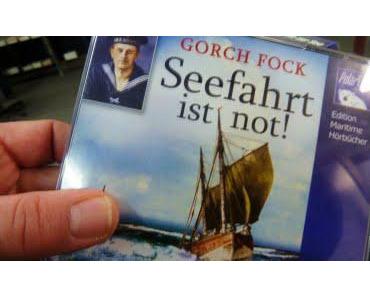 GORCH FOCK
Seefahrt
ist not!
Edition
Maritime
Hörbücher